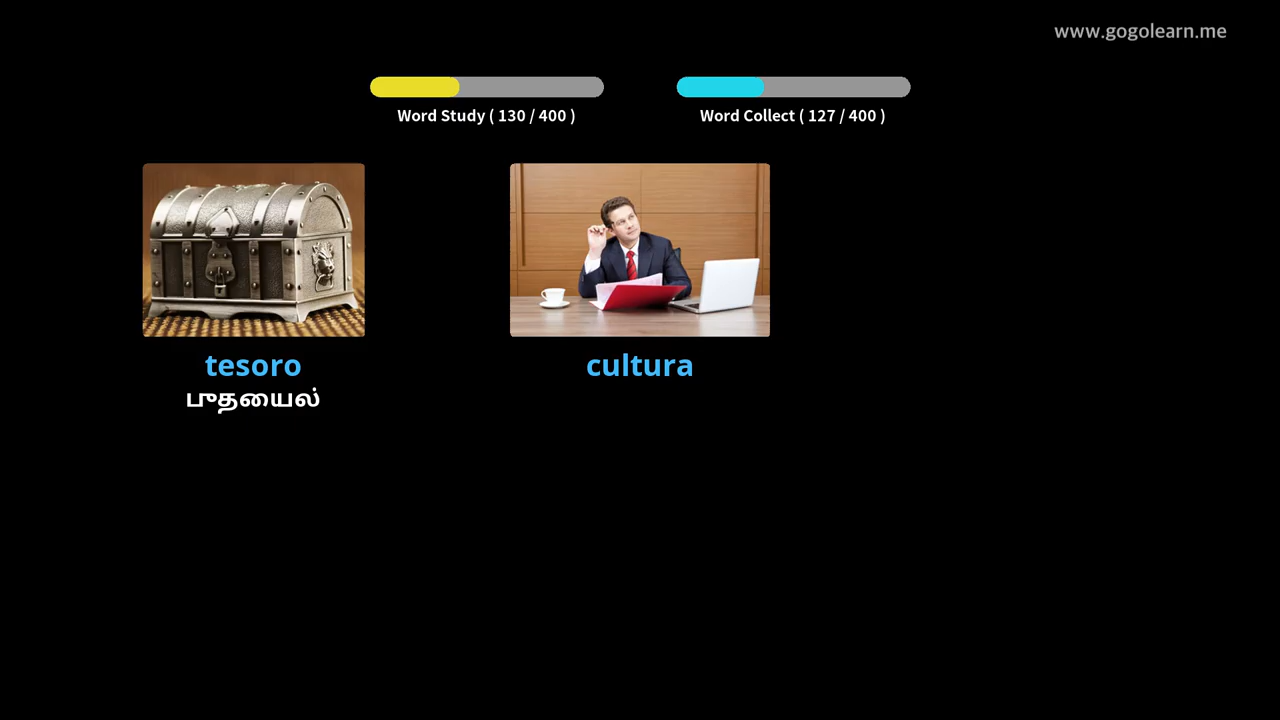 www.gogolearn.me
Word Study ( 130 / 400 )
Word Collect ( 127 / 400 )
tesoro
புதையல்
cultura